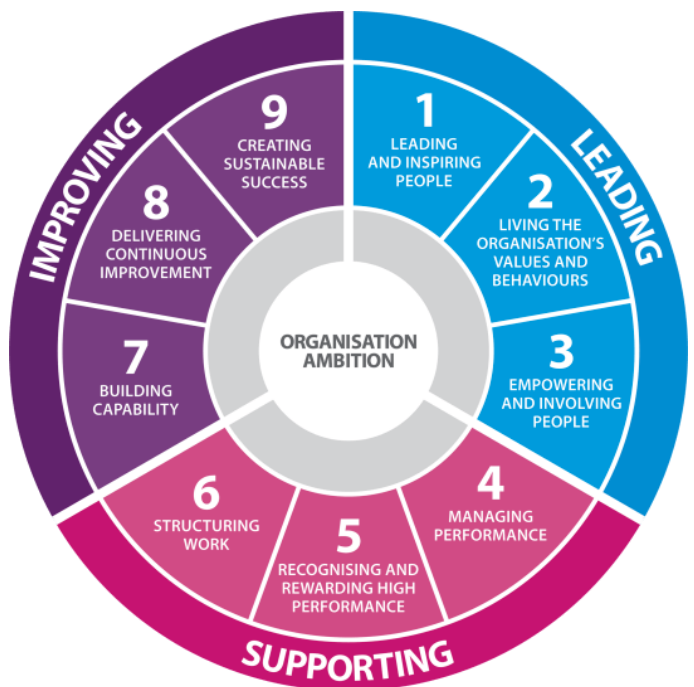 LEADING
1
LEADING
AND INSPIRING
PEOPLE
2
LIVING THE
ORGANISATION'S
VALUES AND
BEHAVIOURS
3
EMPOWERING
AND INVOLVING
PEOPLE
SUPPORTING
4
MANAGING
PERFORMANCE
5
RECOGNISING AND
REWARDING HIGH
PERFORMANCE
6
STRUCTURING
WORK
IMPROVING
7
BUILDING
CAPABILITY
8
DELIVERING
CONTINUOUS
IMPROVEMENT
9
CREATING
SUSTAINABLE
SUCCESS
ORGANISATION
AMBITION